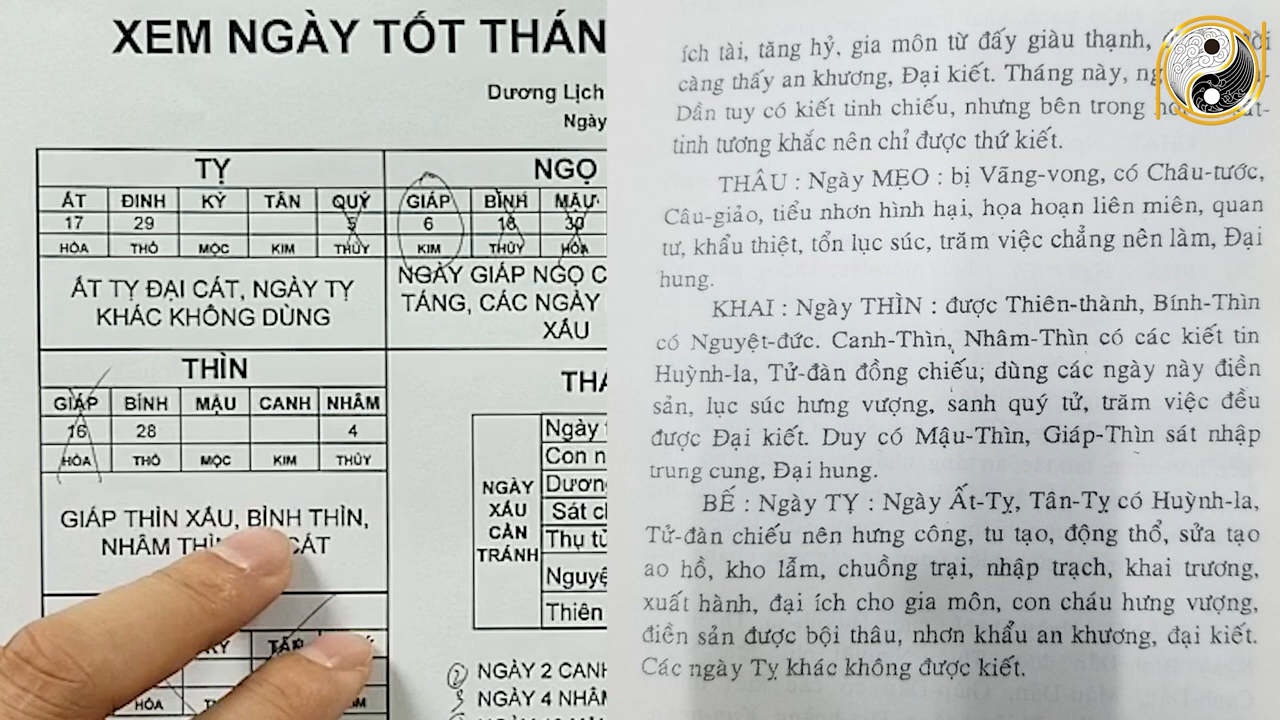 XEM NGÀY TỐT THÁN
Dương Lịch
Ngày
TỴ
ẤT ĐINH KỶ TÂN QUÝ
17 29 5
HỎA THỔ MỘC KIM THỦY
ẤT TỴ ĐẠI CÁT, NGÀY TỴ
KHÁC KHÔNG DÙNG
NGỌ
GIÁP BÍNH MẬU
6 18 30
KIM THỦY HỎA
NGÀY GIÁP NGỌ C
TÁNG, CÁC NGÀY
XẤU
THÌN
GIÁP BÍNH MẬU CANH NHÂM
16 28 4
HỎA THỔ MỘC KIM THỦY
GIÁP THÌN XẤU, BÌNH THÌN,
NHÂM THÌN CÁT
THÁ
NGÀY
XẤU
CẦN
TRÁNH
Ngày
Con n
Dương
Sát c
Thụ tử
Nguyệ
Thiên
KỶ TÂN
HỎA KIM
NGÀY 2 CANH
NGÀY 4 NHÂM
ích tài, tăng hỷ, gia môn từ đấy giàu thạnh,
càng thấy an khương, Đại kiết. Tháng này,
Dần tuy có kiết tinh chiếu, nhưng bên trong
tinh tương khắc nên chỉ được thứ kiết.
THÂU : Ngày MẸO : bị Vãng-vong, có Châu-tước,
Câu-giảo, tiểu nhơn hình hại, họa hoạn liên miên, quan
tư, khẩu thiệt, tổn lục súc, trăm việc chẳng nên làm, Đại
hung.
KHAI : Ngày THÌN : được Thiên-thành, Bính-Thìn
có Nguyệt-đức. Canh-Thìn, Nhâm-Thìn có các kiết tin
Huỳnh-la, Tử-đàn đồng chiếu; dùng các ngày này điền
sản, lục súc hưng vượng, sanh quý tử, trăm việc đều
được Đại kiết. Duy có Mậu-Thìn, Giáp-Thìn sát nhập
trung cung, Đại hung.
BẾ : Ngày TỴ : Ngày Ất-Tỵ, Tân-Tỵ có Huỳnh-la,
Tử-đàn chiếu nên hưng công, tu tạo, động thổ, sửa tạo
ao hồ, kho lẫm, chuồng trại, nhập trạch, khai trương,
xuất hành, đại ích cho gia môn, con cháu hưng vượng,
điền sản được bội thâu, nhơn khẩu an khương, đại kiết.
Các ngày Tỵ khác không được kiết.